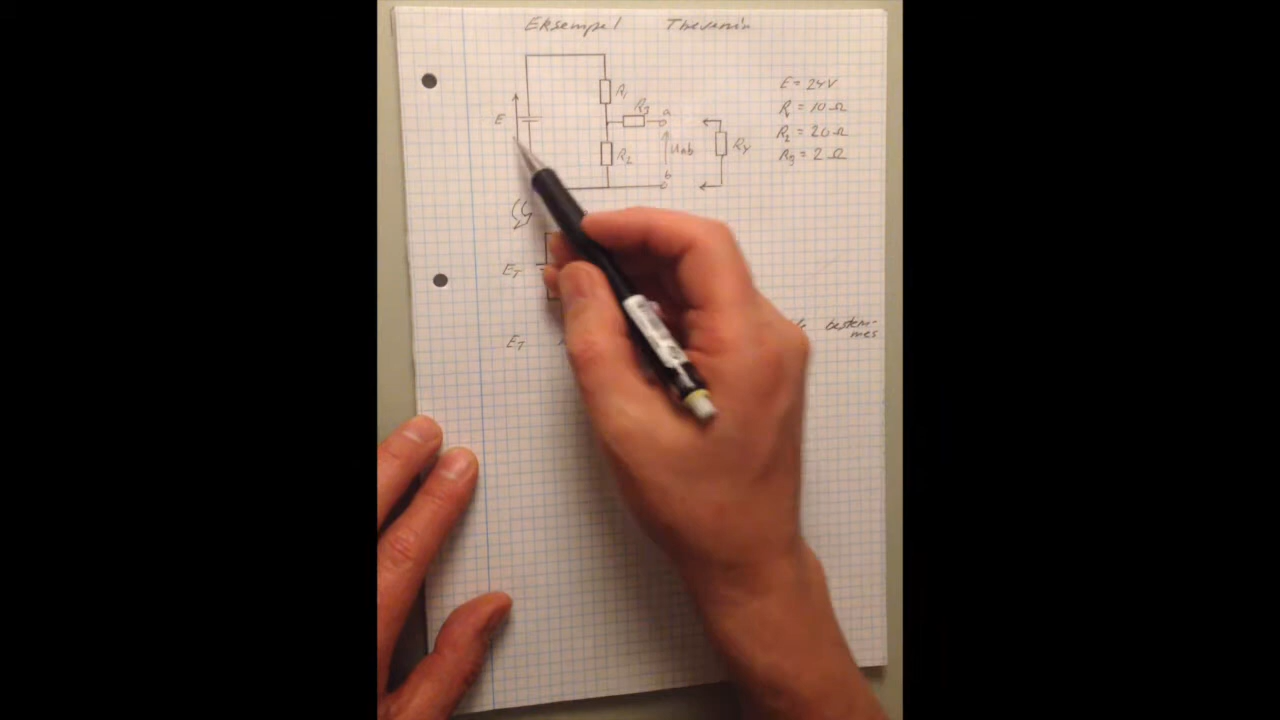 Eksempel Thevenin
E = 24V
R₁ = 10 Ω
R₂ = 20 Ω
R₃ = 2 Ω
E
R₁
R₃
a
R₂
Uab
b
Ry
ET
ET
bestem-
mes